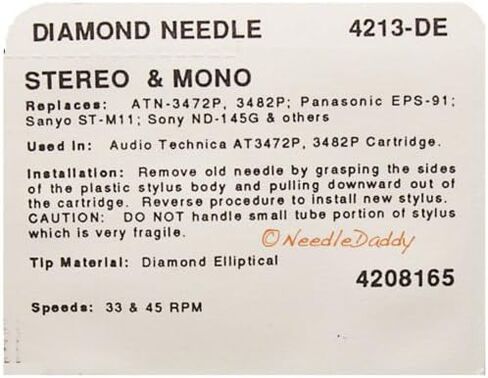 DIAMOND NEEDLE 4213-DE
STEREO & MONO
Replaces: ATN-3472P, 3482P; Panasonic EPS-91;
Sanyo ST-M11; Sony ND-145G & others
Used In: Audio Technica AT3472P, 3482P Cartridge.
Installation: Remove old needle by grasping the sides
of the plastic stylus body and pulling downward out of
the cartridge. Reverse procedure to install new stylus.
CAUTION: DO NOT handle small tube portion of stylus
which is very fragile.
©NeedleDaddy
Tip Material: Diamond Elliptical
4208165
Speeds: 33 & 45 RPM